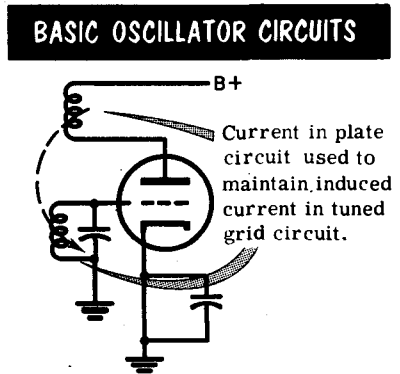 BASIC OSCILLATOR CIRCUITS
B+
Current in plate
circuit used to
maintain induced
current in tuned
grid circuit.